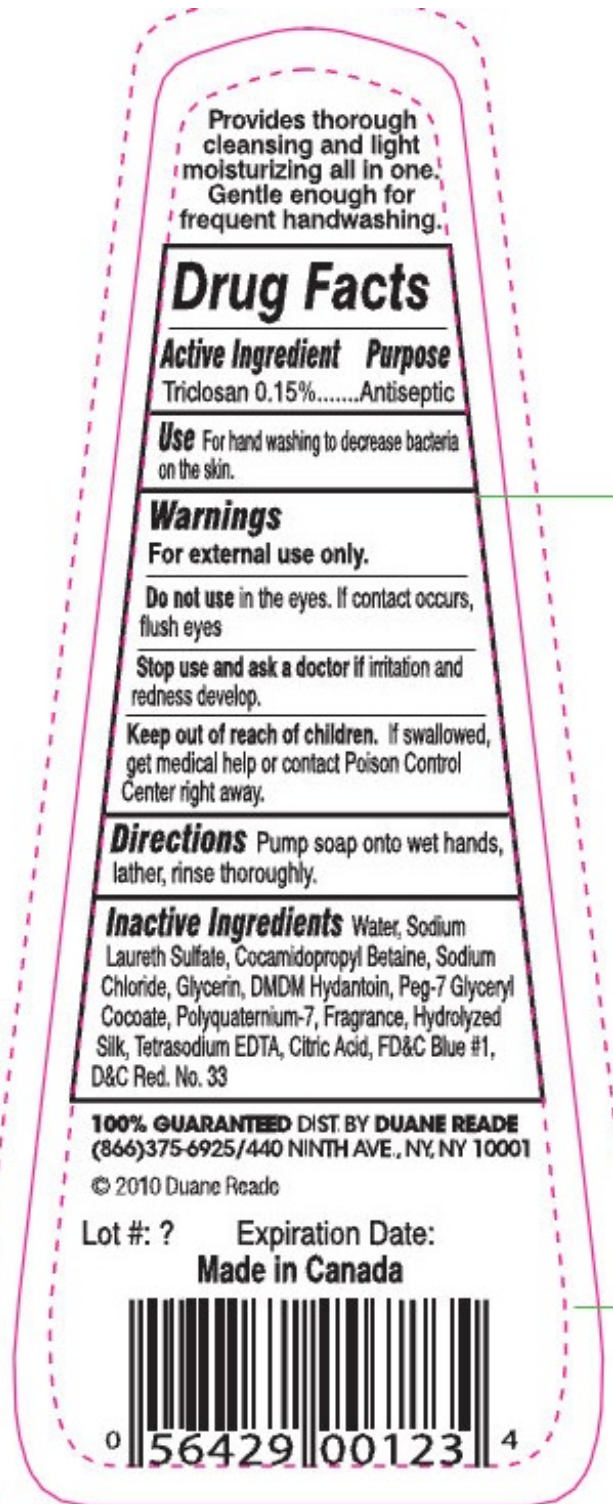 Provides thorough
cleansing and light
moisturizing all in one.
Gentle enough for
frequent handwashing.
Drug Facts
Active Ingredient Purpose
Triclosan 0.15%.......Antiseptic
Use For hand washing to decrease bacteria
on the skin.
Warnings
For external use only.
Do not use in the eyes. If contact occurs,
flush eyes
Stop use and ask a doctor if irritation and
redness develop.
Keep out of reach of children. If swallowed,
get medical help or contact Poison Control
Center right away.
Directions Pump soap onto wet hands,
lather, rinse thoroughly.
Inactive Ingredients Water, Sodium
Laureth Sulfate, Cocamidopropyl Betaine, Sodium
Chloride, Glycerin, DMDM Hydantoin, Peg-7 Glyceryl
Cocoate, Polyquaternium-7, Fragrance, Hydrolyzed
Silk, Tetrasodium EDTA, Citric Acid, FD&C Blue #1,
D&C Red. No. 33
100% GUARANTEED DIST. BY DUANE READE
(866)375-6925/440 NINTH AVE., NY, NY 10001
© 2010 Duane Reade
Lot #: ? Expiration Date:
Made in Canada
0 56429 00123 4